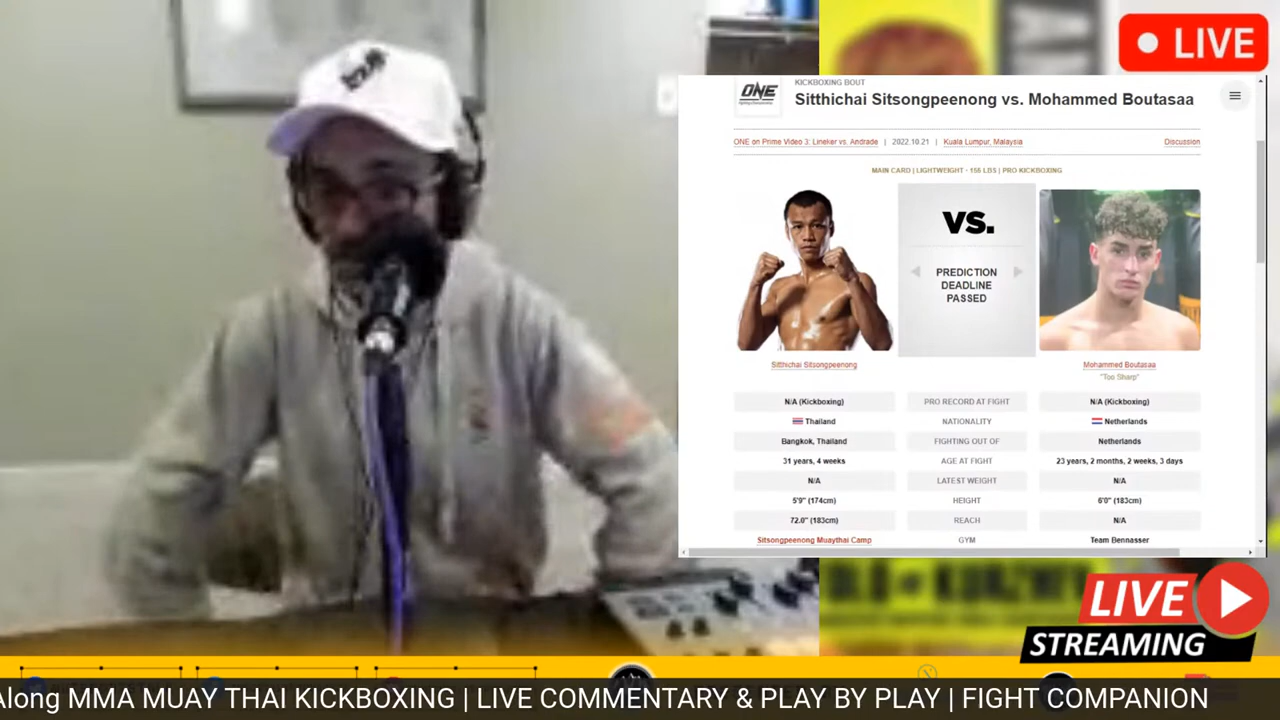 LIVE
KICKBOXING BOUT
ONE
Sitthichai Sitsongpeenong vs. Mohammed Boutasaa
ONE on Prime Video 3: Lineker vs. Andrade | 2022.10.21 | Kuala Lumpur, Malaysia
Discussion
MAIN CARD | LIGHTWEIGHT · 155 LBS | PRO KICKBOXING
VS.
PREDICTION
DEADLINE
PASSED
Sitthichai Sitsongpeenong
Mohammed Boutasaa
"Too Sharp"
N/A (Kickboxing) PRO RECORD AT FIGHT N/A (Kickboxing)
Thailand NATIONALITY Netherlands
Bangkok, Thailand FIGHTING OUT OF Netherlands
31 years, 4 weeks AGE AT FIGHT 23 years, 2 months, 2 weeks, 3 days
N/A LATEST WEIGHT N/A
5'9" (174cm) HEIGHT 6'0" (183cm)
72.0" (183cm) REACH N/A
Sitsongpeenong Muaythai Camp GYM Team Bennasser
LIVE
STREAMING
Along MMA MUAY THAI KICKBOXING | LIVE COMMENTARY & PLAY BY PLAY | FIGHT COMPANION